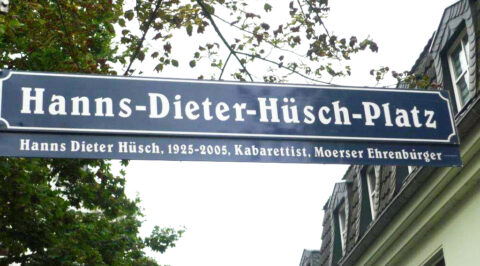 Hanns-Dieter-Hüsch-Platz
Hanns Dieter Hüsch, 1925-2005, Kabarettist, Moerser Ehrenbürger